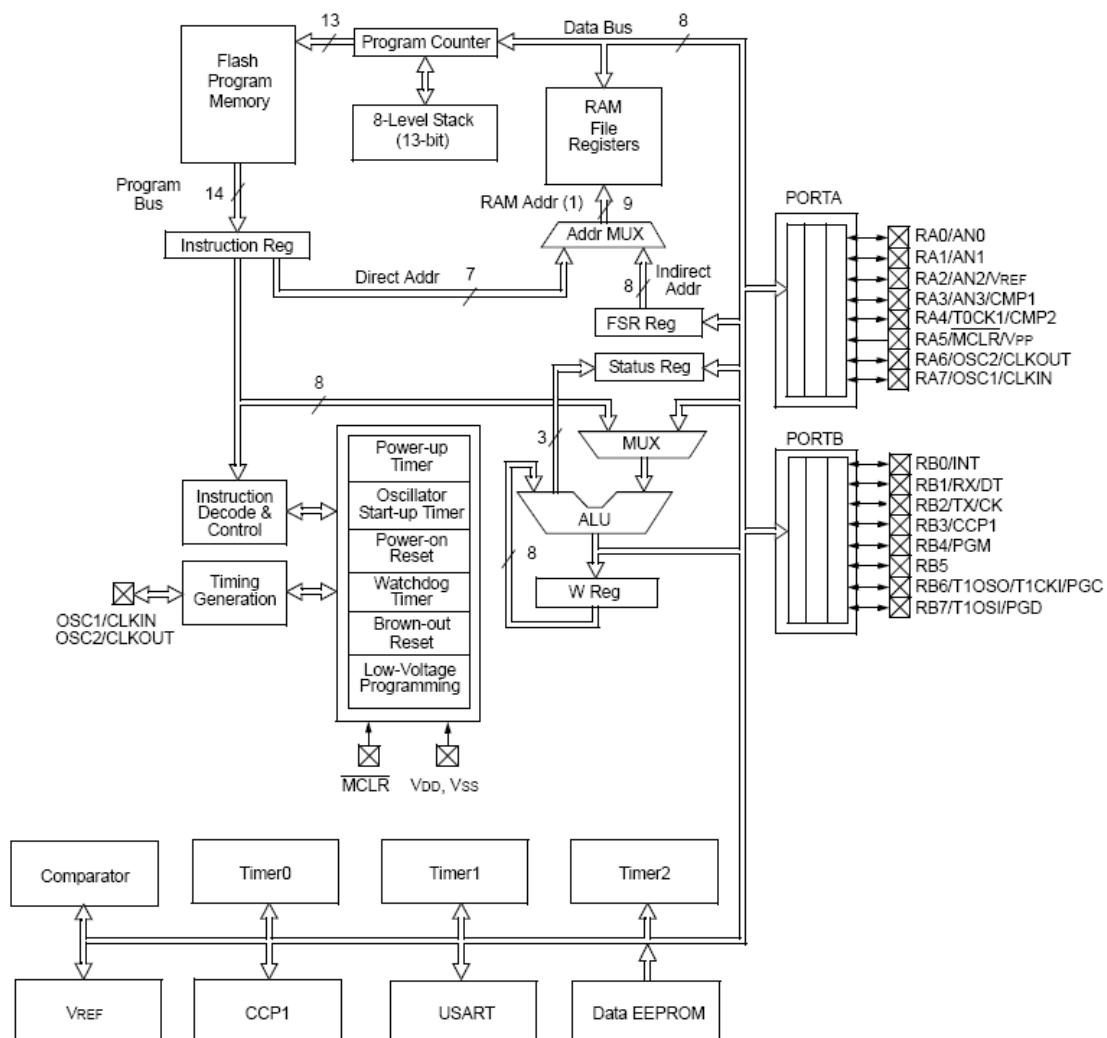 13
Data Bus
8
Program Counter
Flash
Program
Memory
8-Level Stack
(13-bit)
RAM
File
Registers
Program
Bus
14
RAM Addr (1)
9
PORTA
Addr MUX
Instruction Reg
7
Direct Addr
8
Indirect
Addr
FSR Reg
RA0/AN0
RA1/AN1
RA2/AN2/VREF
RA3/AN3/CMP1
RA4/T0CK1/CMP2
RA5/MCLR/VPP
RA6/OSC2/CLKOUT
RA7/OSC1/CLKIN
Status Reg
8
3
MUX
PORTB
Power-up
Timer
Oscillator
Start-up Timer
Power-on
Reset
Watchdog
Timer
Brown-out
Reset
Low-Voltage
Programming
Instruction
Decode &
Control
ALU
8
W Reg
RB0/INT
RB1/RX/DT
RB2/TX/CK
RB3/CCP1
RB4/PGM
RB5
RB6/T1OSO/T1CKI/PGC
RB7/T1OSI/PGD
Timing
Generation
OSC1/CLKIN
OSC2/CLKOUT
MCLR
VDD, VSS
Comparator
Timer0
Timer1
Timer2
VREF
CCP1
USART
Data EEPROM